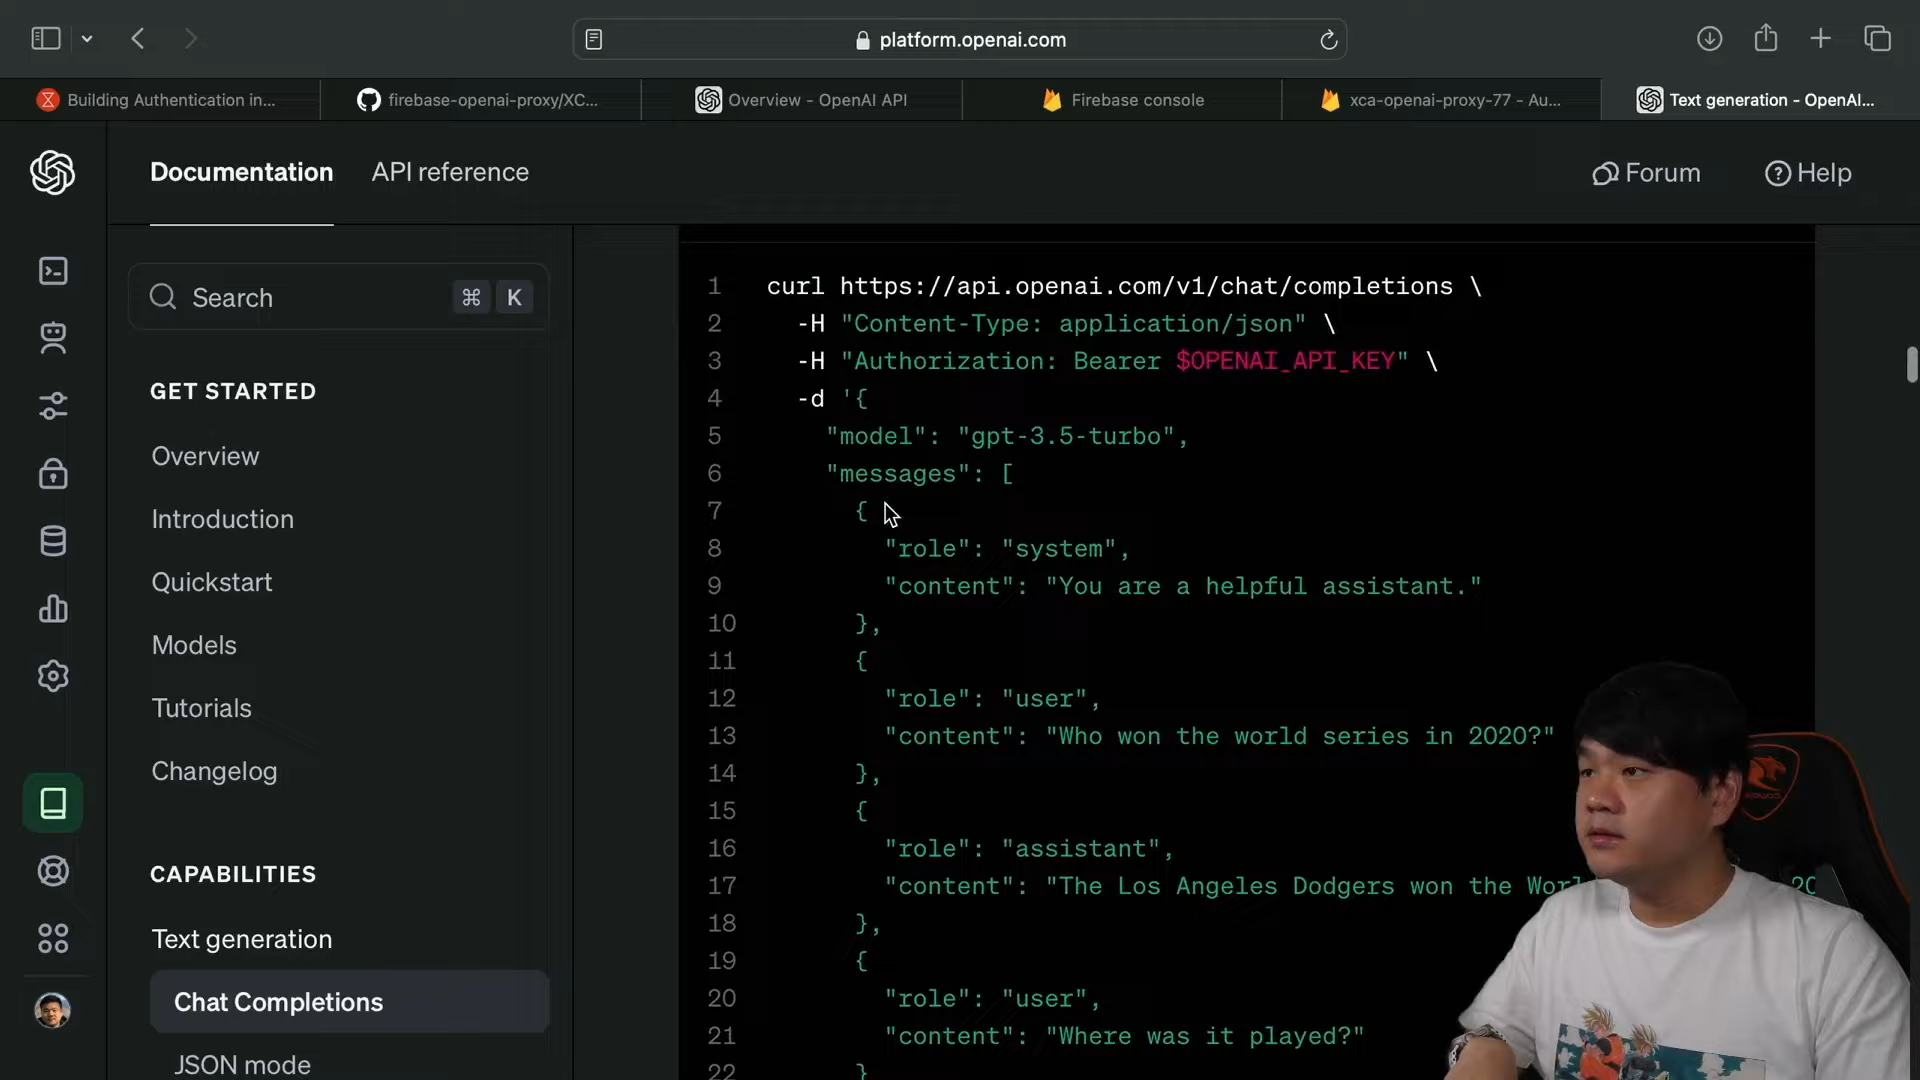 platform.openai.com
Building Authentication in...
firebase-openai-proxy/XC...
Overview - OpenAI API
Firebase console
xca-openai-proxy-77 - Au...
Text generation - OpenAI...
Documentation
API reference
Forum
Help
Search
⌘ K
GET STARTED
Overview
Introduction
Quickstart
Models
Tutorials
Changelog
CAPABILITIES
Text generation
Chat Completions
JSON mode
1 curl https://api.openai.com/v1/chat/completions \
2 -H "Content-Type: application/json" \
3 -H "Authorization: Bearer $OPENAI_API_KEY" \
4 -d '{
5 "model": "gpt-3.5-turbo",
6 "messages": [
7 {
8 "role": "system",
9 "content": "You are a helpful assistant."
10 },
11 {
12 "role": "user",
13 "content": "Who won the world series in 2020?"
14 },
15 {
16 "role": "assistant",
17 "content": "The Los Angeles Dodgers won the
18 },
19 {
20 "role": "user",
21 "content": "Where was it played?"
22 }